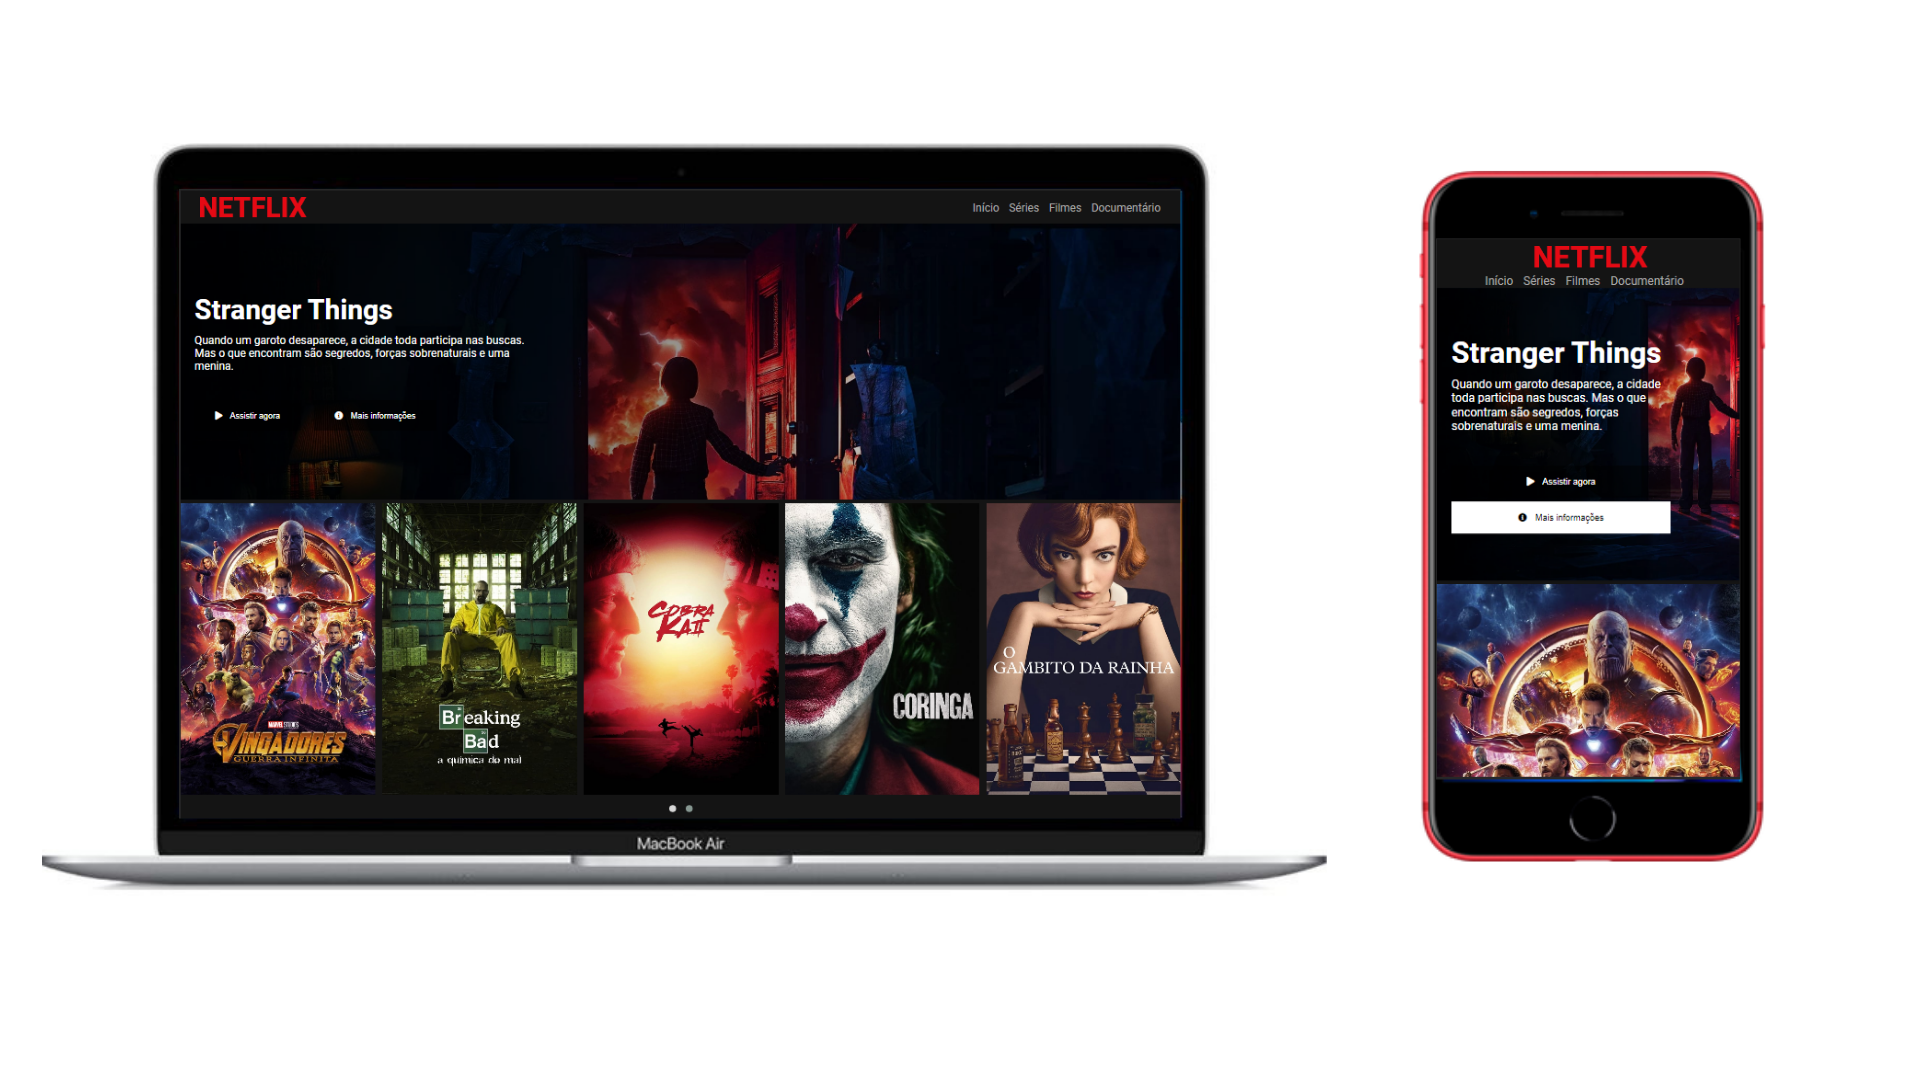 NETFLIX
Início Séries Filmes Documentário
Stranger Things
Quando um garoto desaparece, a cidade toda participa nas buscas.
Mas o que encontram são segredos, forças sobrenaturais e uma
menina.
Assistir agora
Mais informações
MARVEL STUDIOS
VINGADORES
GUERRA INFINITA
Breaking
Bad
a química do mal
COBRA
KAI II
CORINGA
O
GAMBITO DA RAINHA
MacBook Air
NETFLIX
Início Séries Filmes Documentário
Stranger Things
Quando um garoto desaparece, a cidade
toda participa nas buscas. Mas o que
encontram são segredos, forças
sobrenaturais e uma menina.
Assistir agora
Mais informações